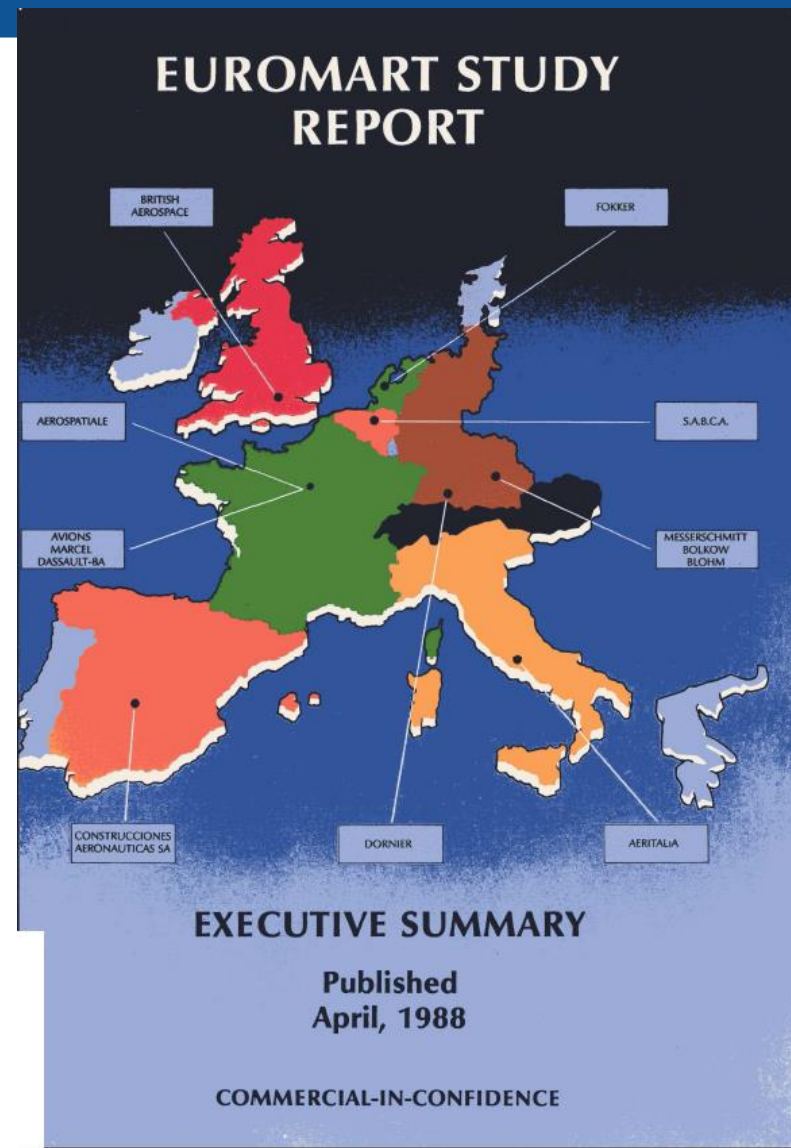 EUROMART STUDY
REPORT
BRITISH
AEROSPACE
FOKKER
AEROSPATIALE
S.A.B.C.A.
AVIONS
MARCEL
DASSAULT-BA
MESSERSCHMITT
BOLKOW
BLOHM
CONSTRUCCIONES
AERONAUTICAS SA
DORNIER
AERITALiA
EXECUTIVE SUMMARY
Published
April, 1988
COMMERCIAL-IN-CONFIDENCE